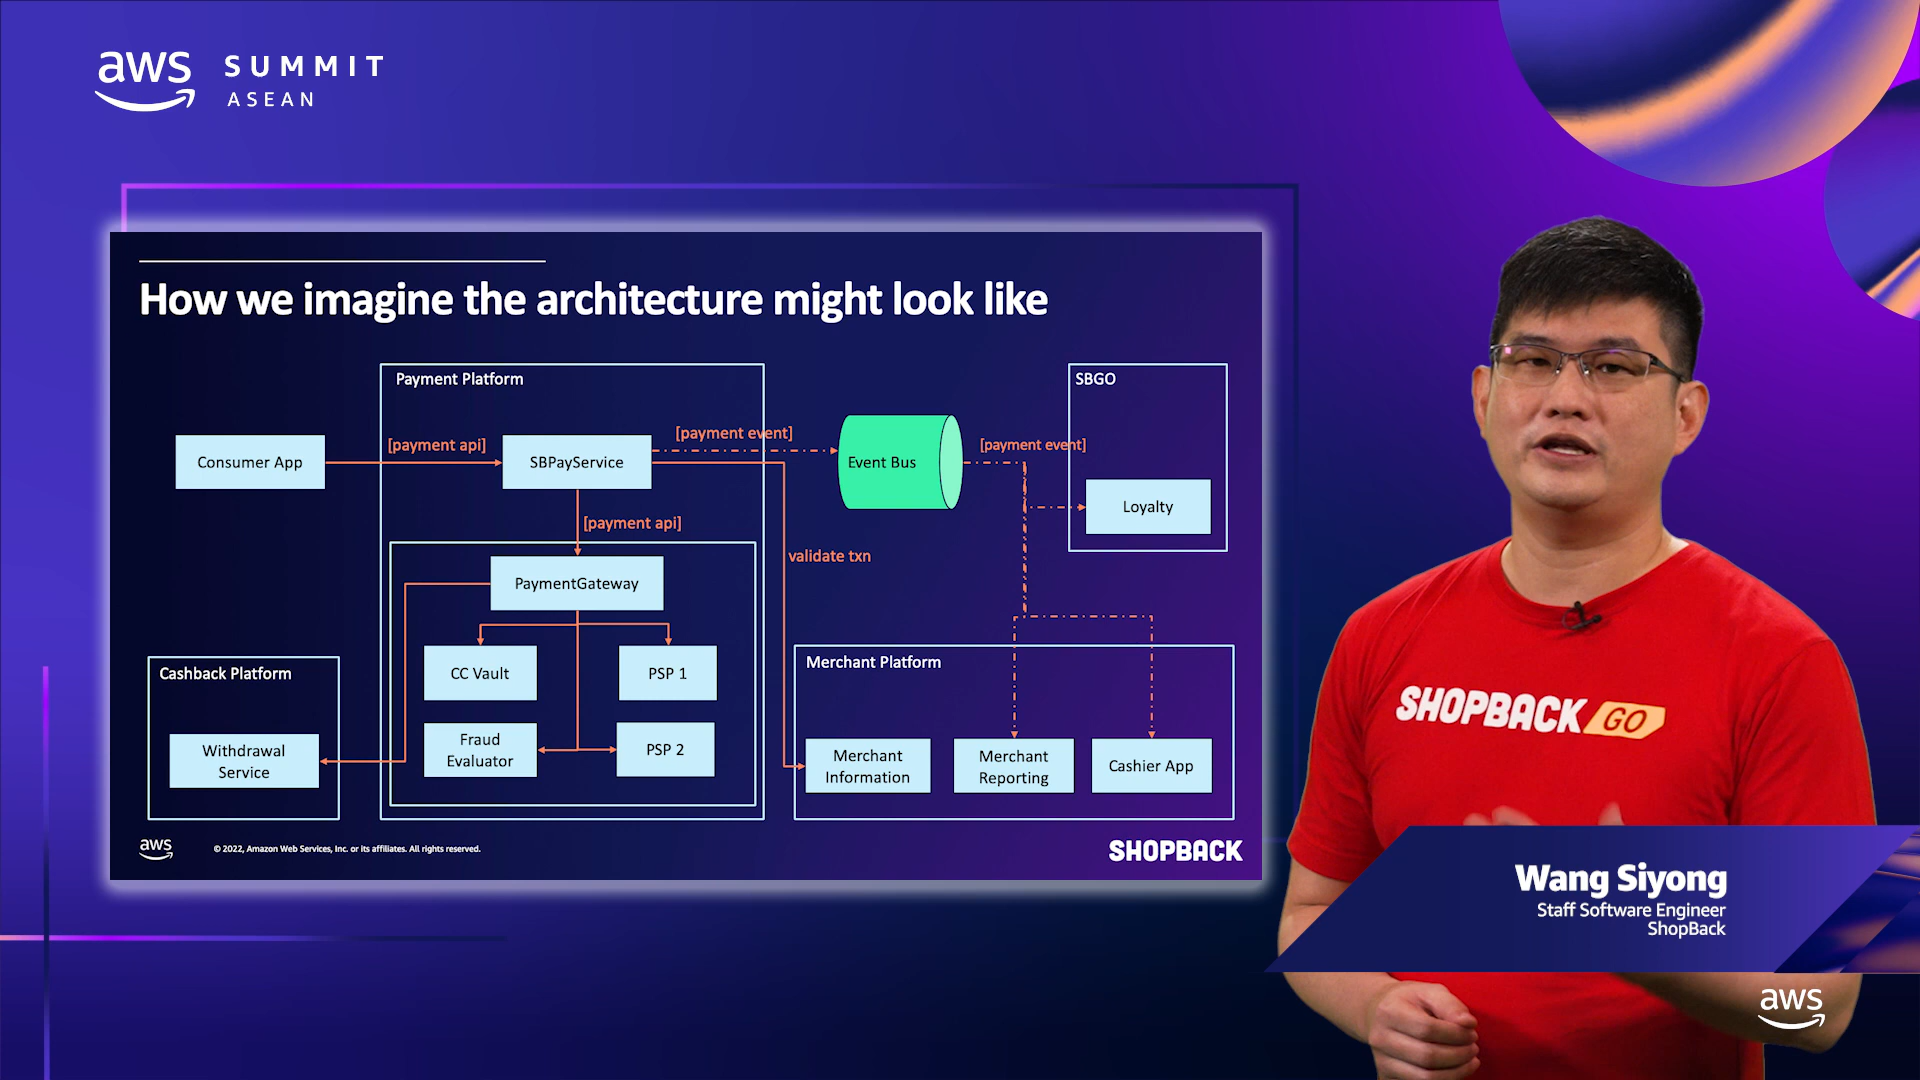 aws SUMMIT
ASEAN
How we imagine the architecture might look like
Payment Platform
SBGO
Consumer App
[payment api]
SBPayService
[payment event]
Event Bus
[payment event]
Loyalty
[payment api]
validate txn
PaymentGateway
CC Vault
PSP 1
Fraud
Evaluator
PSP 2
Cashback Platform
Withdrawal
Service
Merchant Platform
Merchant
Information
Merchant
Reporting
Cashier App
aws
© 2022, Amazon Web Services, Inc. or its affiliates. All rights reserved.
SHOPBACK
SHOPBACK GO
Wang Siyong
Staff Software Engineer
ShopBack
aws